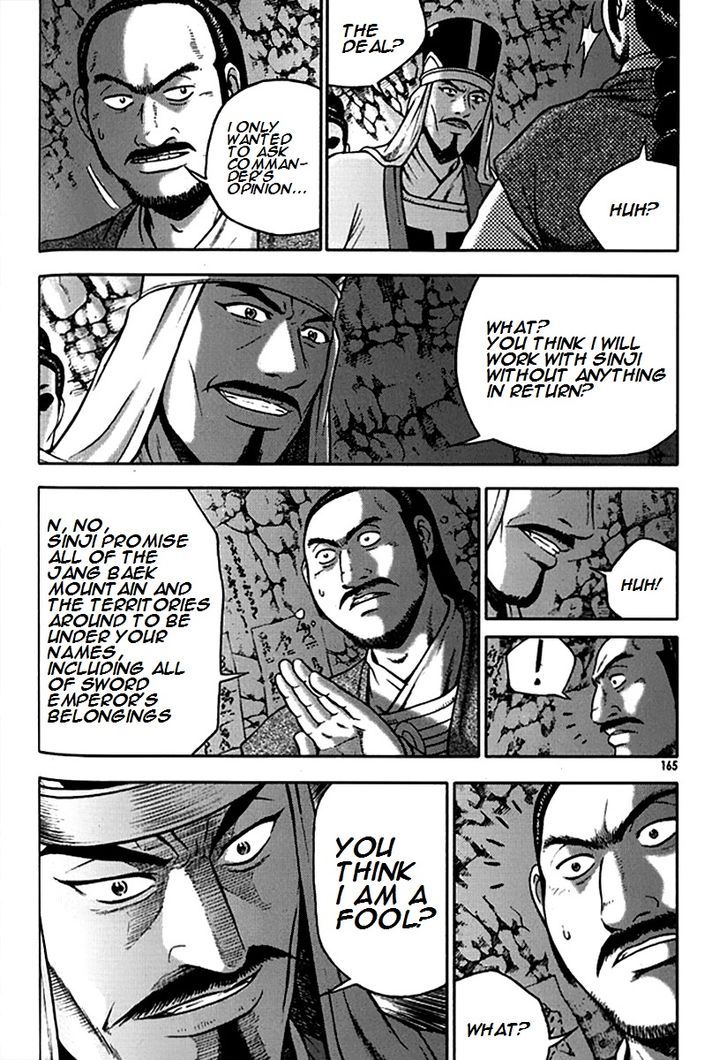 I ONLY
WANTED
TO ASK
COMMAN-
DER'S
OPINION...
THE
DEAL?
HUH?
WHAT?
YOU THINK I WILL
WORK WITH SINJI
WITHOUT ANYTHING
IN RETURN?
N, NO,
SINJI PROMISE
ALL OF THE
JANG BAEK
MOUNTAIN AND
THE TERRITORIES
AROUND TO BE
UNDER YOUR
NAMES,
INCLUDING ALL
OF SWORD
EMPEROR'S
BELONGINGS
HUH!
!
165
YOU
THINK
I AM A
FOOL?
WHAT?